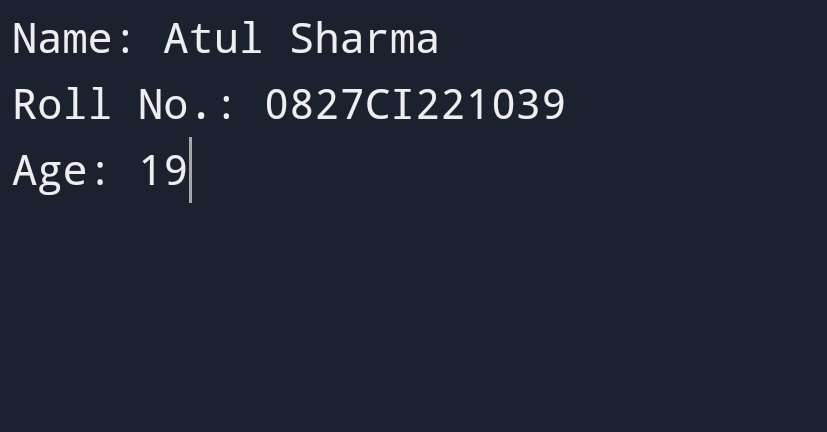 Name: Atul Sharma
Roll No.: 0827CI221039
Age: 19